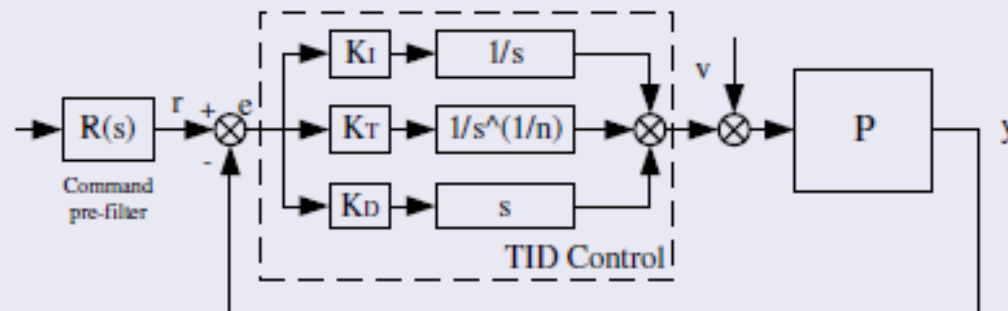 KI
1/s
v
r
+
e
R(s)
KT
1/s^(1/n)
P
y
-
Command
pre-filter
KD
s
TID Control